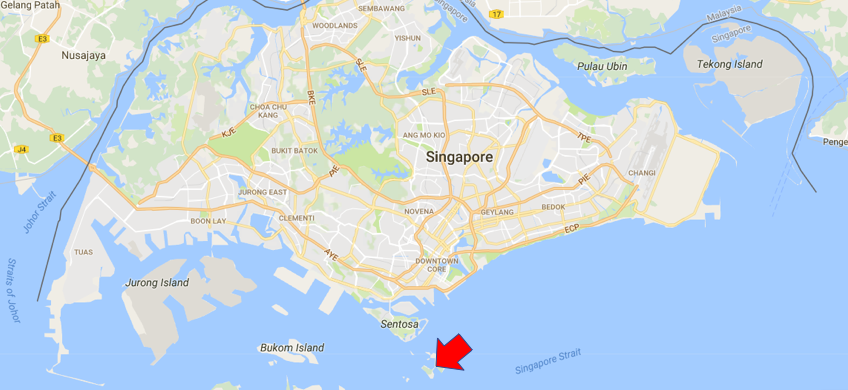 Gelang Patah
SEMBAWANG
Singapore
17
Malaysia
Singapore
WOODLANDS
YISHUN
E3
Nusajaya
Pulau Ubin
Tekong Island
SLE
SLE
BKE
CHOA CHU
KANG
KJE
ANG MO KIO
TPE
E3
J4
Penge
BUKIT BATOK
Singapore
PIE
PIE
CHANGI
Johor Strait
JURONG EAST
BOON LAY
CLEMENTI
NOVENA
GEYLANG
BEDOK
ECP
TUAS
AYE
DOWNTOWN
CORE
Straits of Johor
Jurong Island
Sentosa
Bukom Island
Singapore Strait